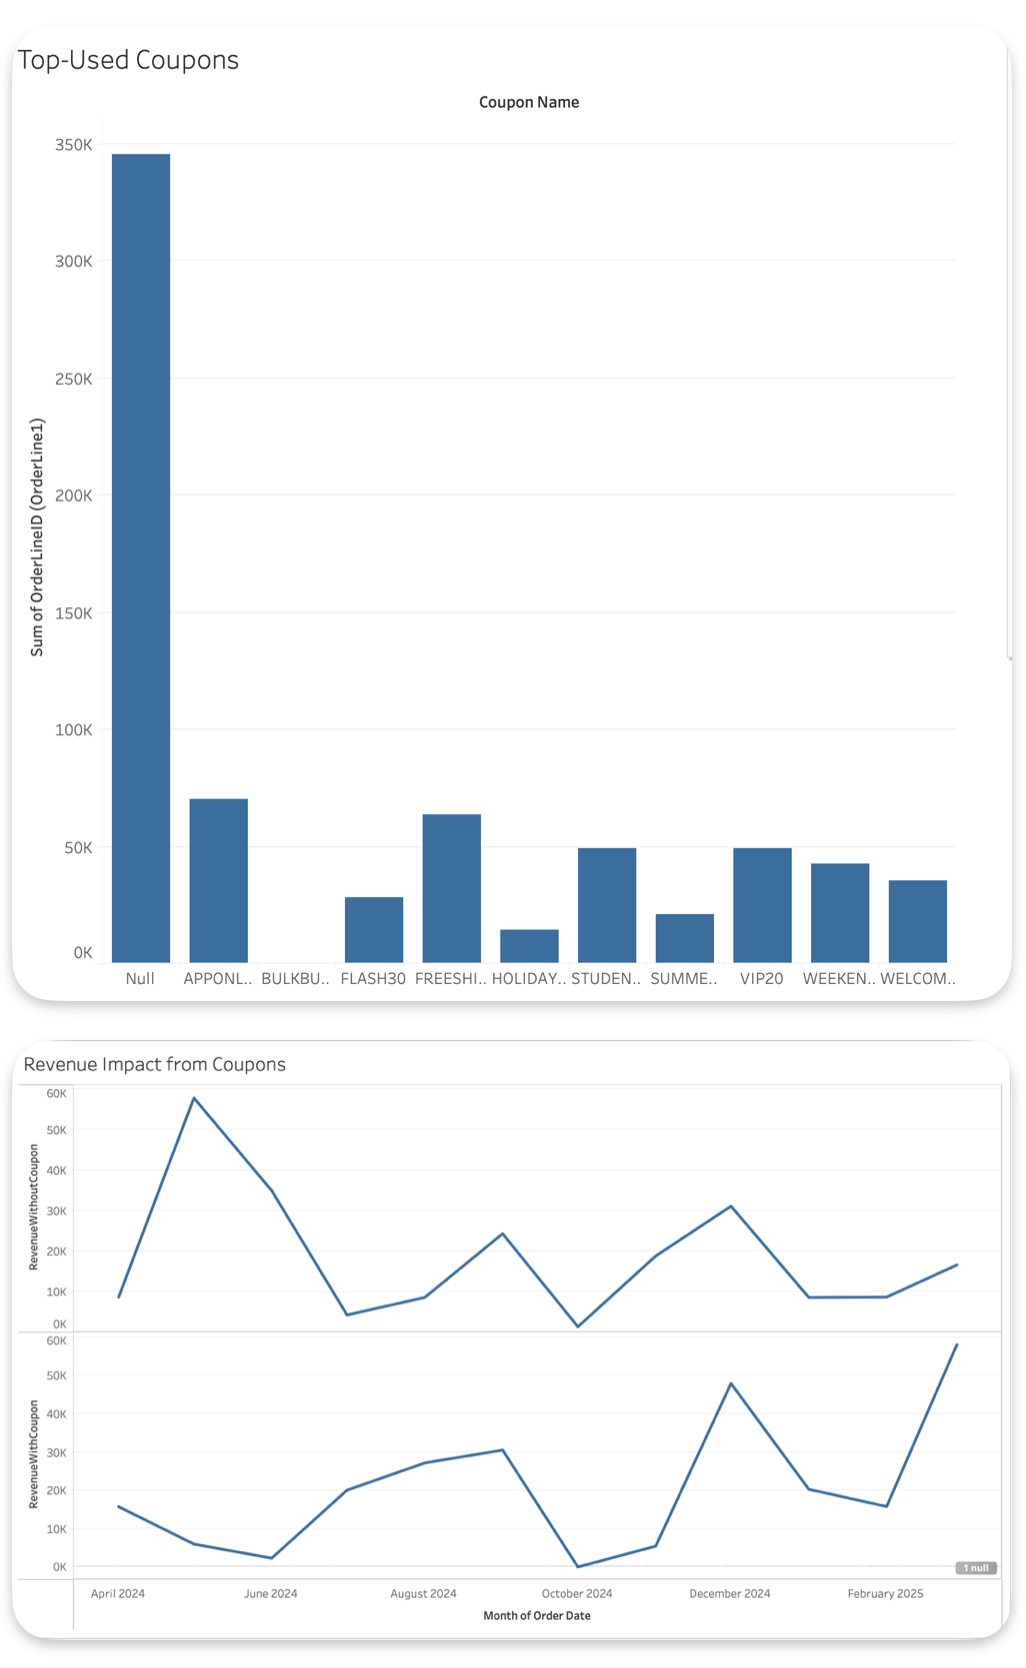 Top-Used Coupons
Coupon Name
350K
300K
250K
200K
150K
100K
50K
0K
Sum of OrderLineID (OrderLine1)
Null APPONL.. BULKBU.. FLASH30 FREESHI.. HOLIDAY.. STUDEN.. SUMME.. VIP20 WEEKEN.. WELCOM..
Revenue Impact from Coupons
60K
50K
40K
30K
20K
10K
0K
RevenueWithoutCoupon
60K
50K
40K
30K
20K
10K
0K
RevenueWithCoupon
1 null
April 2024 June 2024 August 2024 October 2024 December 2024 February 2025
Month of Order Date